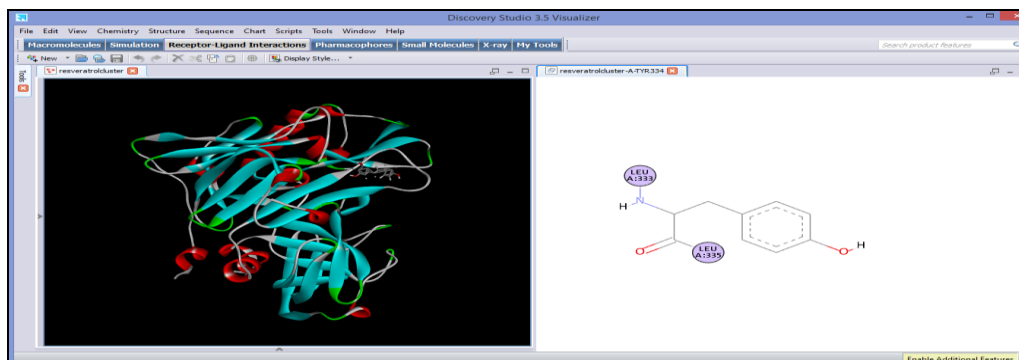 Discovery Studio 3.5 Visualizer
File Edit View Chemistry Structure Sequence Chart Scripts Tools Window Help
Macromolecules Simulation Receptor-Ligand Interactions Pharmacophores Small Molecules X-ray My Tools Search product features
New Display Style...
Tools
resveratrolcluster
resveratrolcluster-A-TYR334
LEU
A:333
H N
H
O
LEU
A:335
O
Enable Additional Features